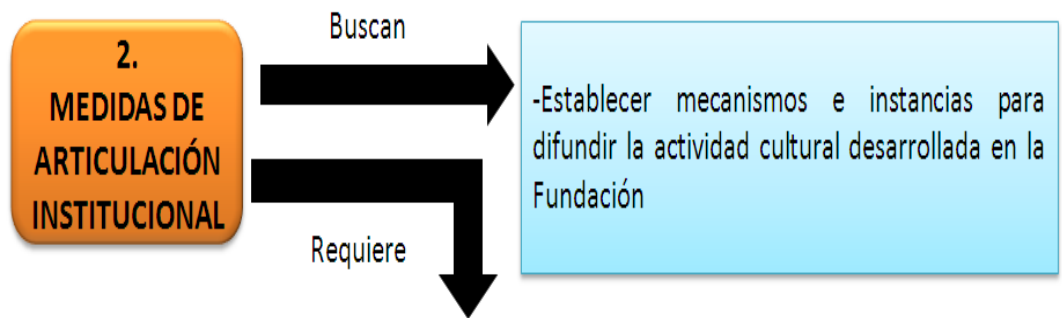 Buscan
2.
MEDIDAS DE
ARTICULACIÓN
INSTITUCIONAL
-Establecer mecanismos e instancias para
difundir la actividad cultural desarrollada en la
Fundación
Requiere